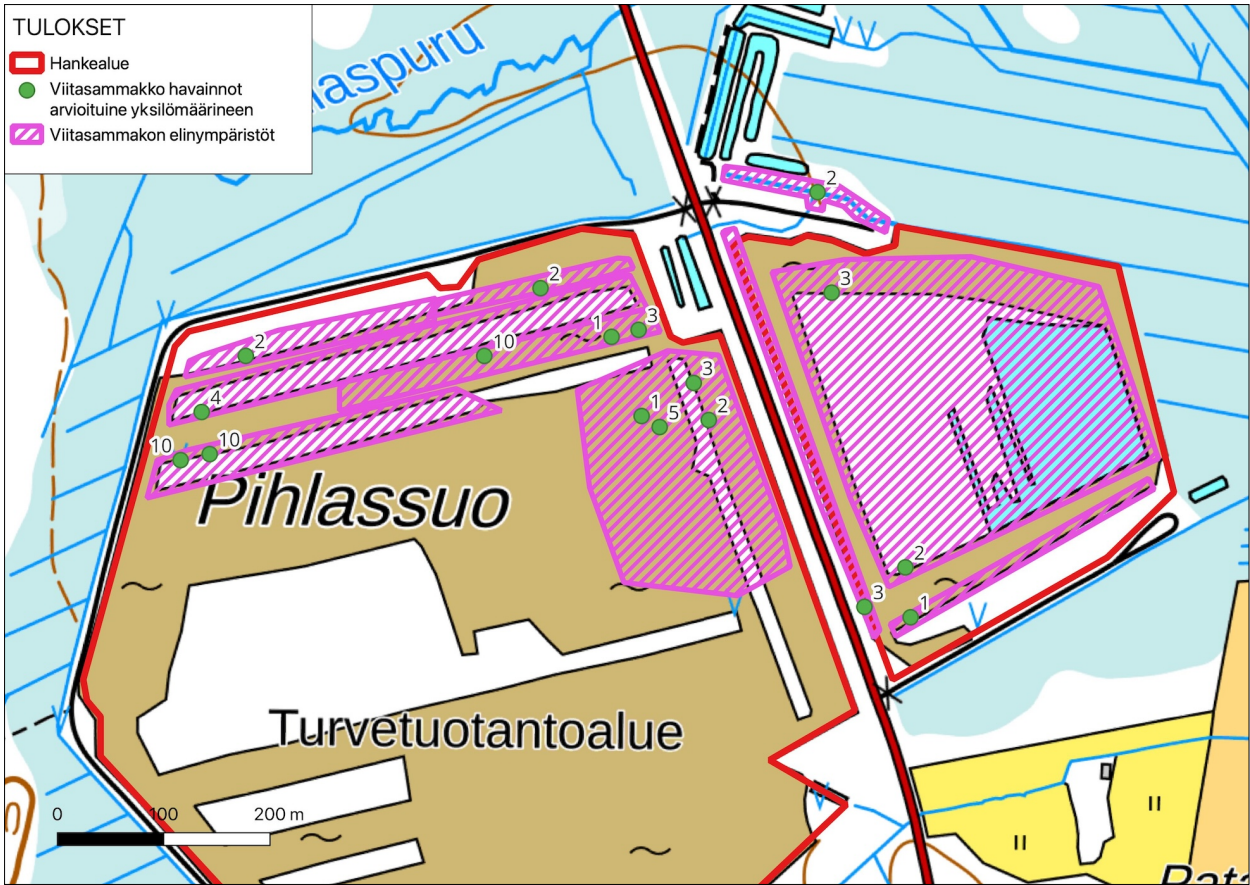 TULOKSET
Hankealue
Viitasammakko havainnot
arvioituine yksilömäärineen
Viitasammakon elinympäristöt
2
2
3
2
1
3
10
4
3
1
5
2
10
10
Pihlassuo
2
3
1
Turvetuotantoalue
0 100 200 m
II
II